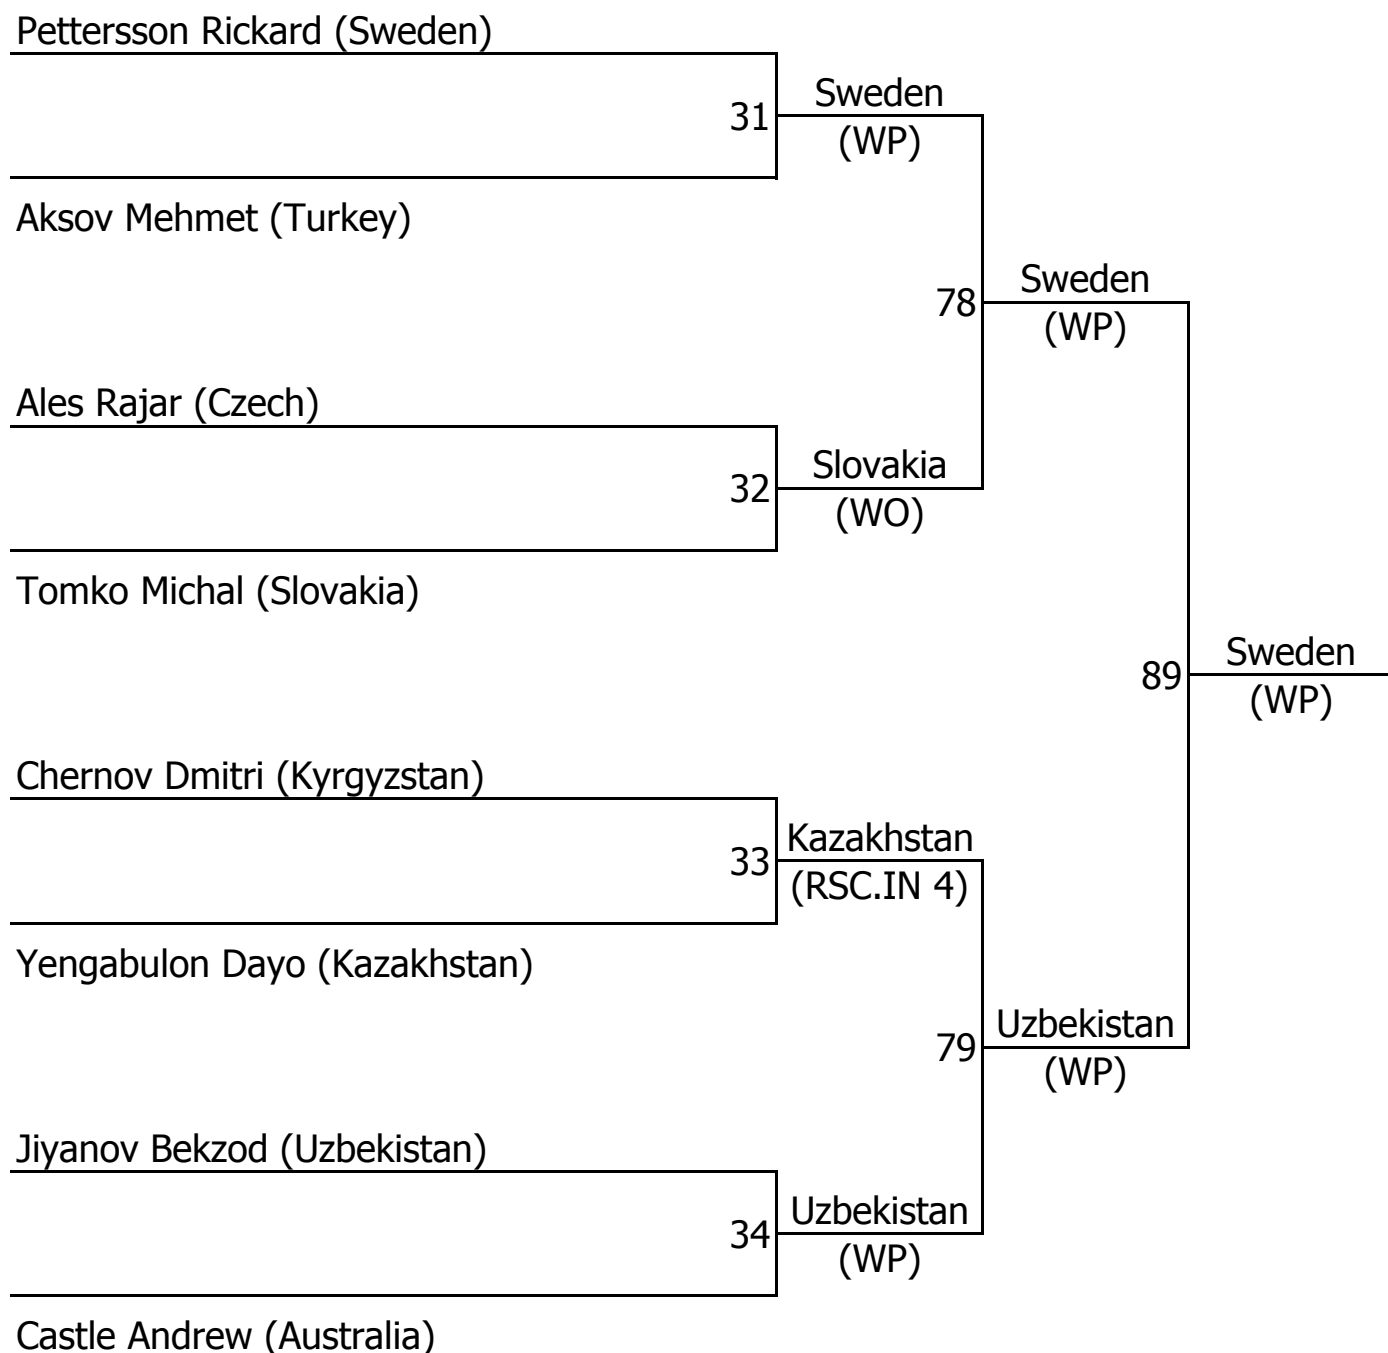 Pettersson Rickard (Sweden)
31
Sweden
(WP)
Aksov Mehmet (Turkey)
78
Sweden
(WP)
Ales Rajar (Czech)
32
Slovakia
(WO)
Tomko Michal (Slovakia)
89
Sweden
(WP)
Chernov Dmitri (Kyrgyzstan)
33
Kazakhstan
(RSC.IN 4)
Yengabulon Dayo (Kazakhstan)
79
Uzbekistan
(WP)
Jiyanov Bekzod (Uzbekistan)
34
Uzbekistan
(WP)
Castle Andrew (Australia)